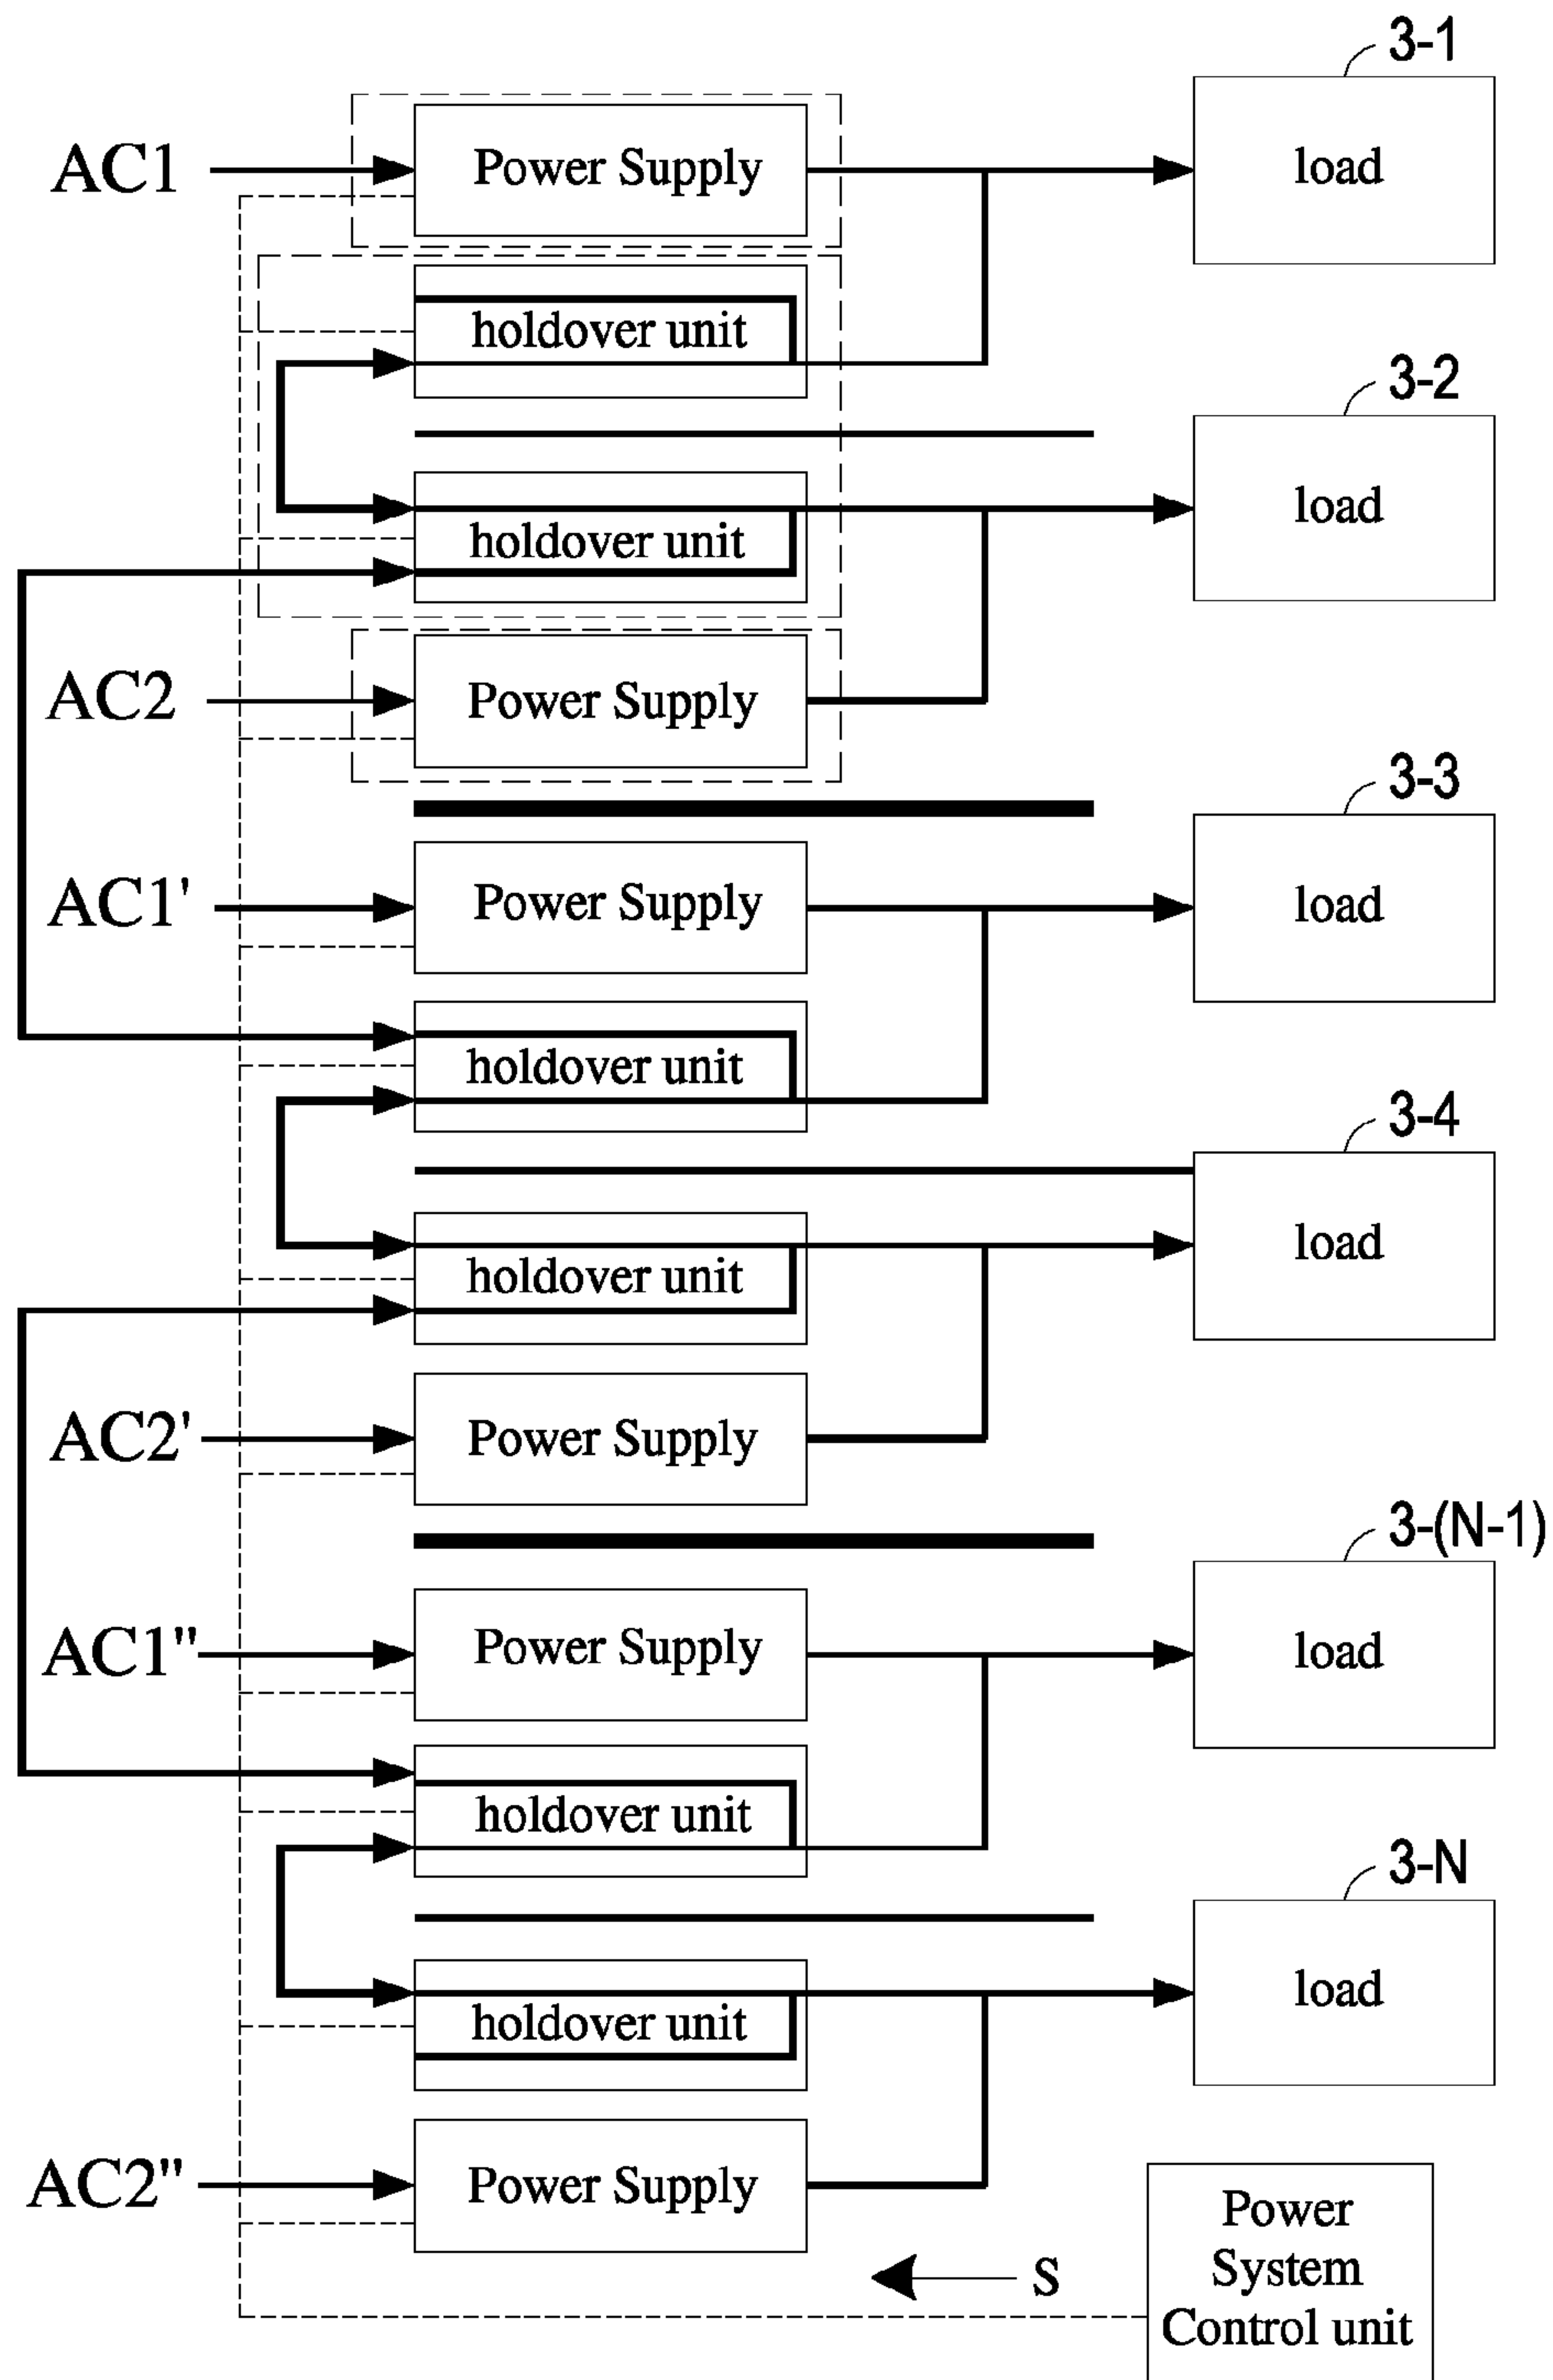 3-1
AC1
Power Supply
load
holdover unit
3-2
holdover unit
load
AC2
Power Supply
3-3
AC1'
Power Supply
load
holdover unit
3-4
holdover unit
load
AC2'
Power Supply
3-(N-1)
AC1"
Power Supply
load
holdover unit
3-N
holdover unit
load
AC2"
Power Supply
S
Power
System
Control unit